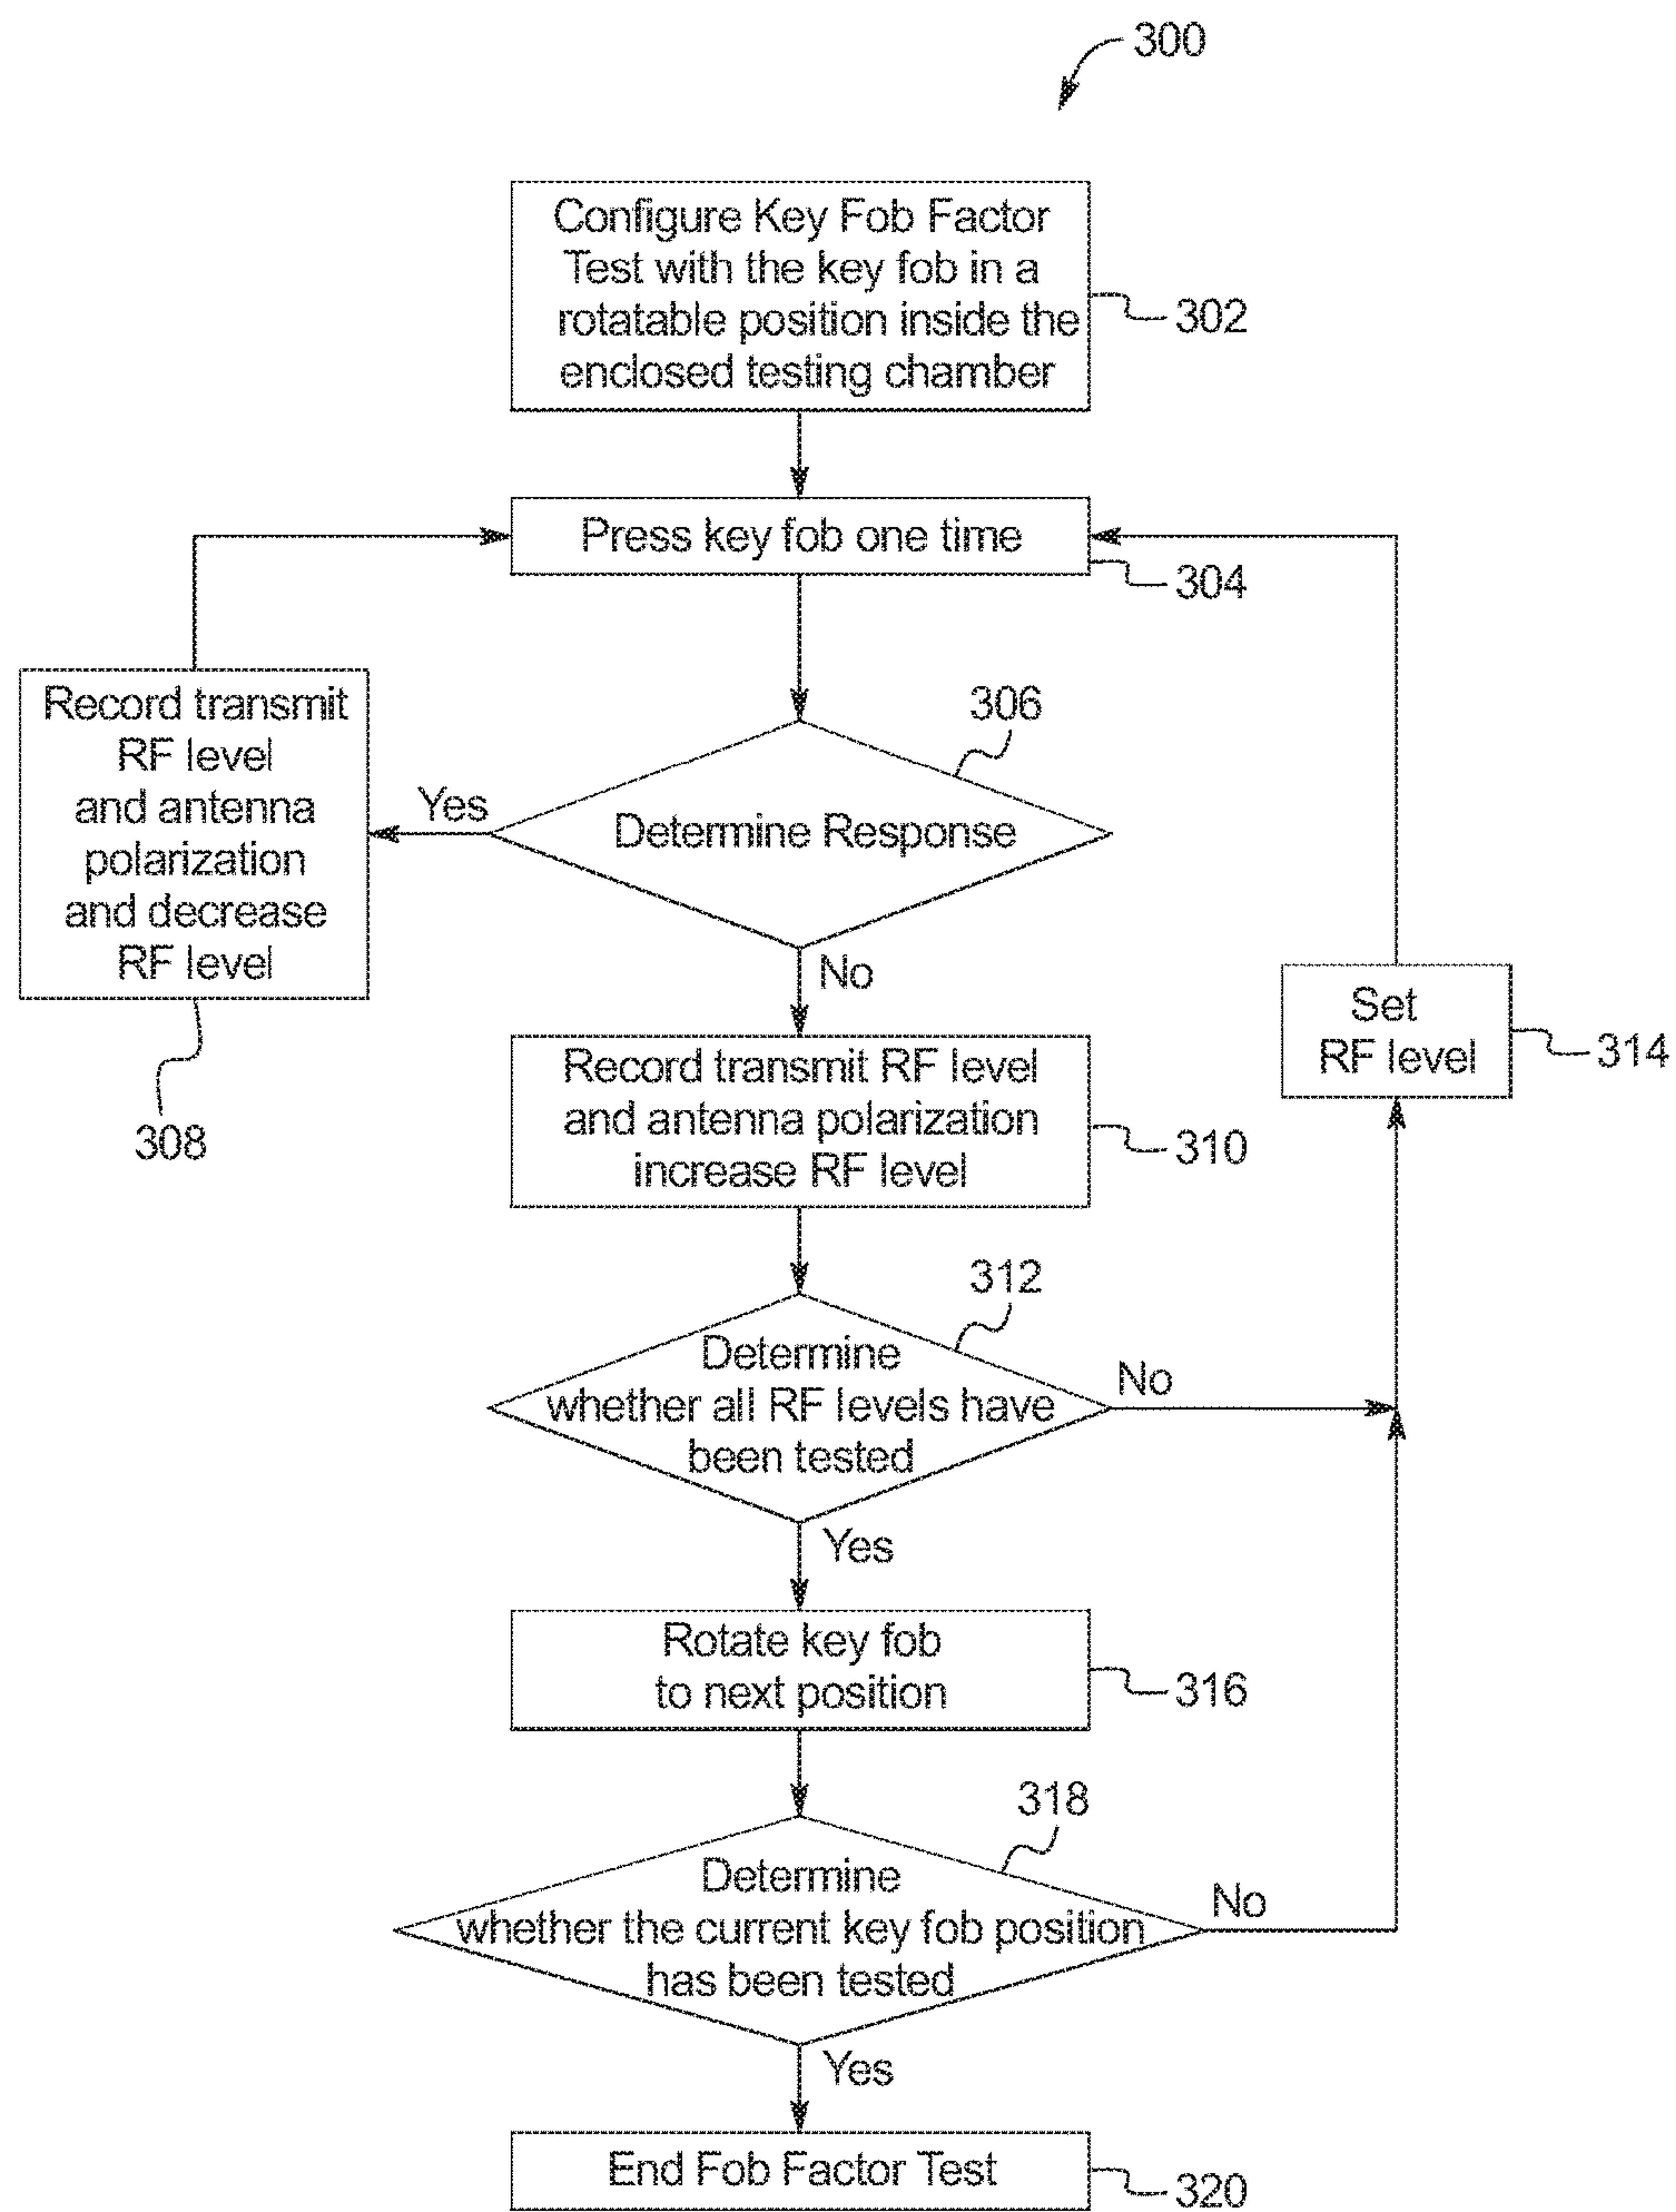 300
Configure Key Fob Factor
Test with the key fob in a
rotatable position inside the
enclosed testing chamber
302
Press key fob one time
304
306
Determine Response
Yes
Record transmit
RF level
and antenna
polarization
and decrease
RF level
308
No
Record transmit RF level
and antenna polarization
increase RF level
310
Set
RF level
314
312
Determine
whether all RF levels have
been tested
No
Yes
Rotate key fob
to next position
316
318
Determine
whether the current key fob position
has been tested
No
Yes
End Fob Factor Test
320